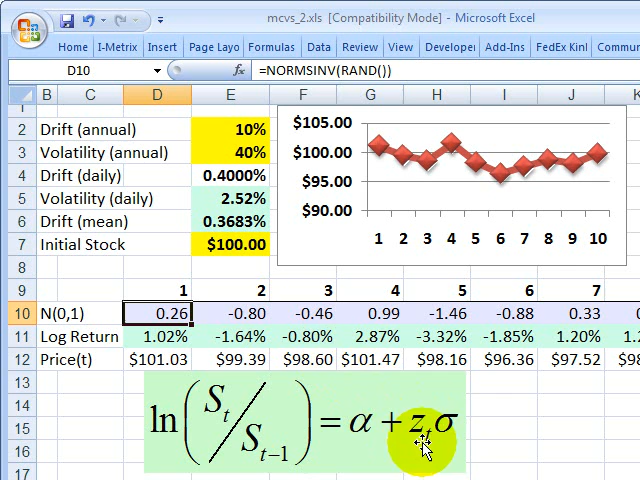 mcvs_2.xls [Compatibility Mode] - Microsoft Excel
Home I-Metrix Insert Page Layo Formulas Data Review View Developer Add-Ins FedEx Kinl Commun
D10 fx =NORMSINV(RAND())
B C D E F G H I J K
1
2 Drift (annual) 10%
3 Volatility (annual) 40%
4 Drift (daily) 0.4000%
5 Volatility (daily) 2.52%
6 Drift (mean) 0.3683%
7 Initial Stock $100.00
$105.00
$100.00
$95.00
$90.00
1 2 3 4 5 6 7 8 9 10
8
9 1 2 3 4 5 6 7
10 N(0,1) 0.26 -0.80 -0.46 0.99 -1.46 -0.88 0.33
11 Log Return 1.02% -1.64% -0.80% 2.87% -3.32% -1.85% 1.20%
12 Price(t) $101.03 $99.39 $98.60 $101.47 $98.16 $96.36 $97.52
13
14
15
16
17
ln(S_t/S_{t-1}) = α + z_tσ